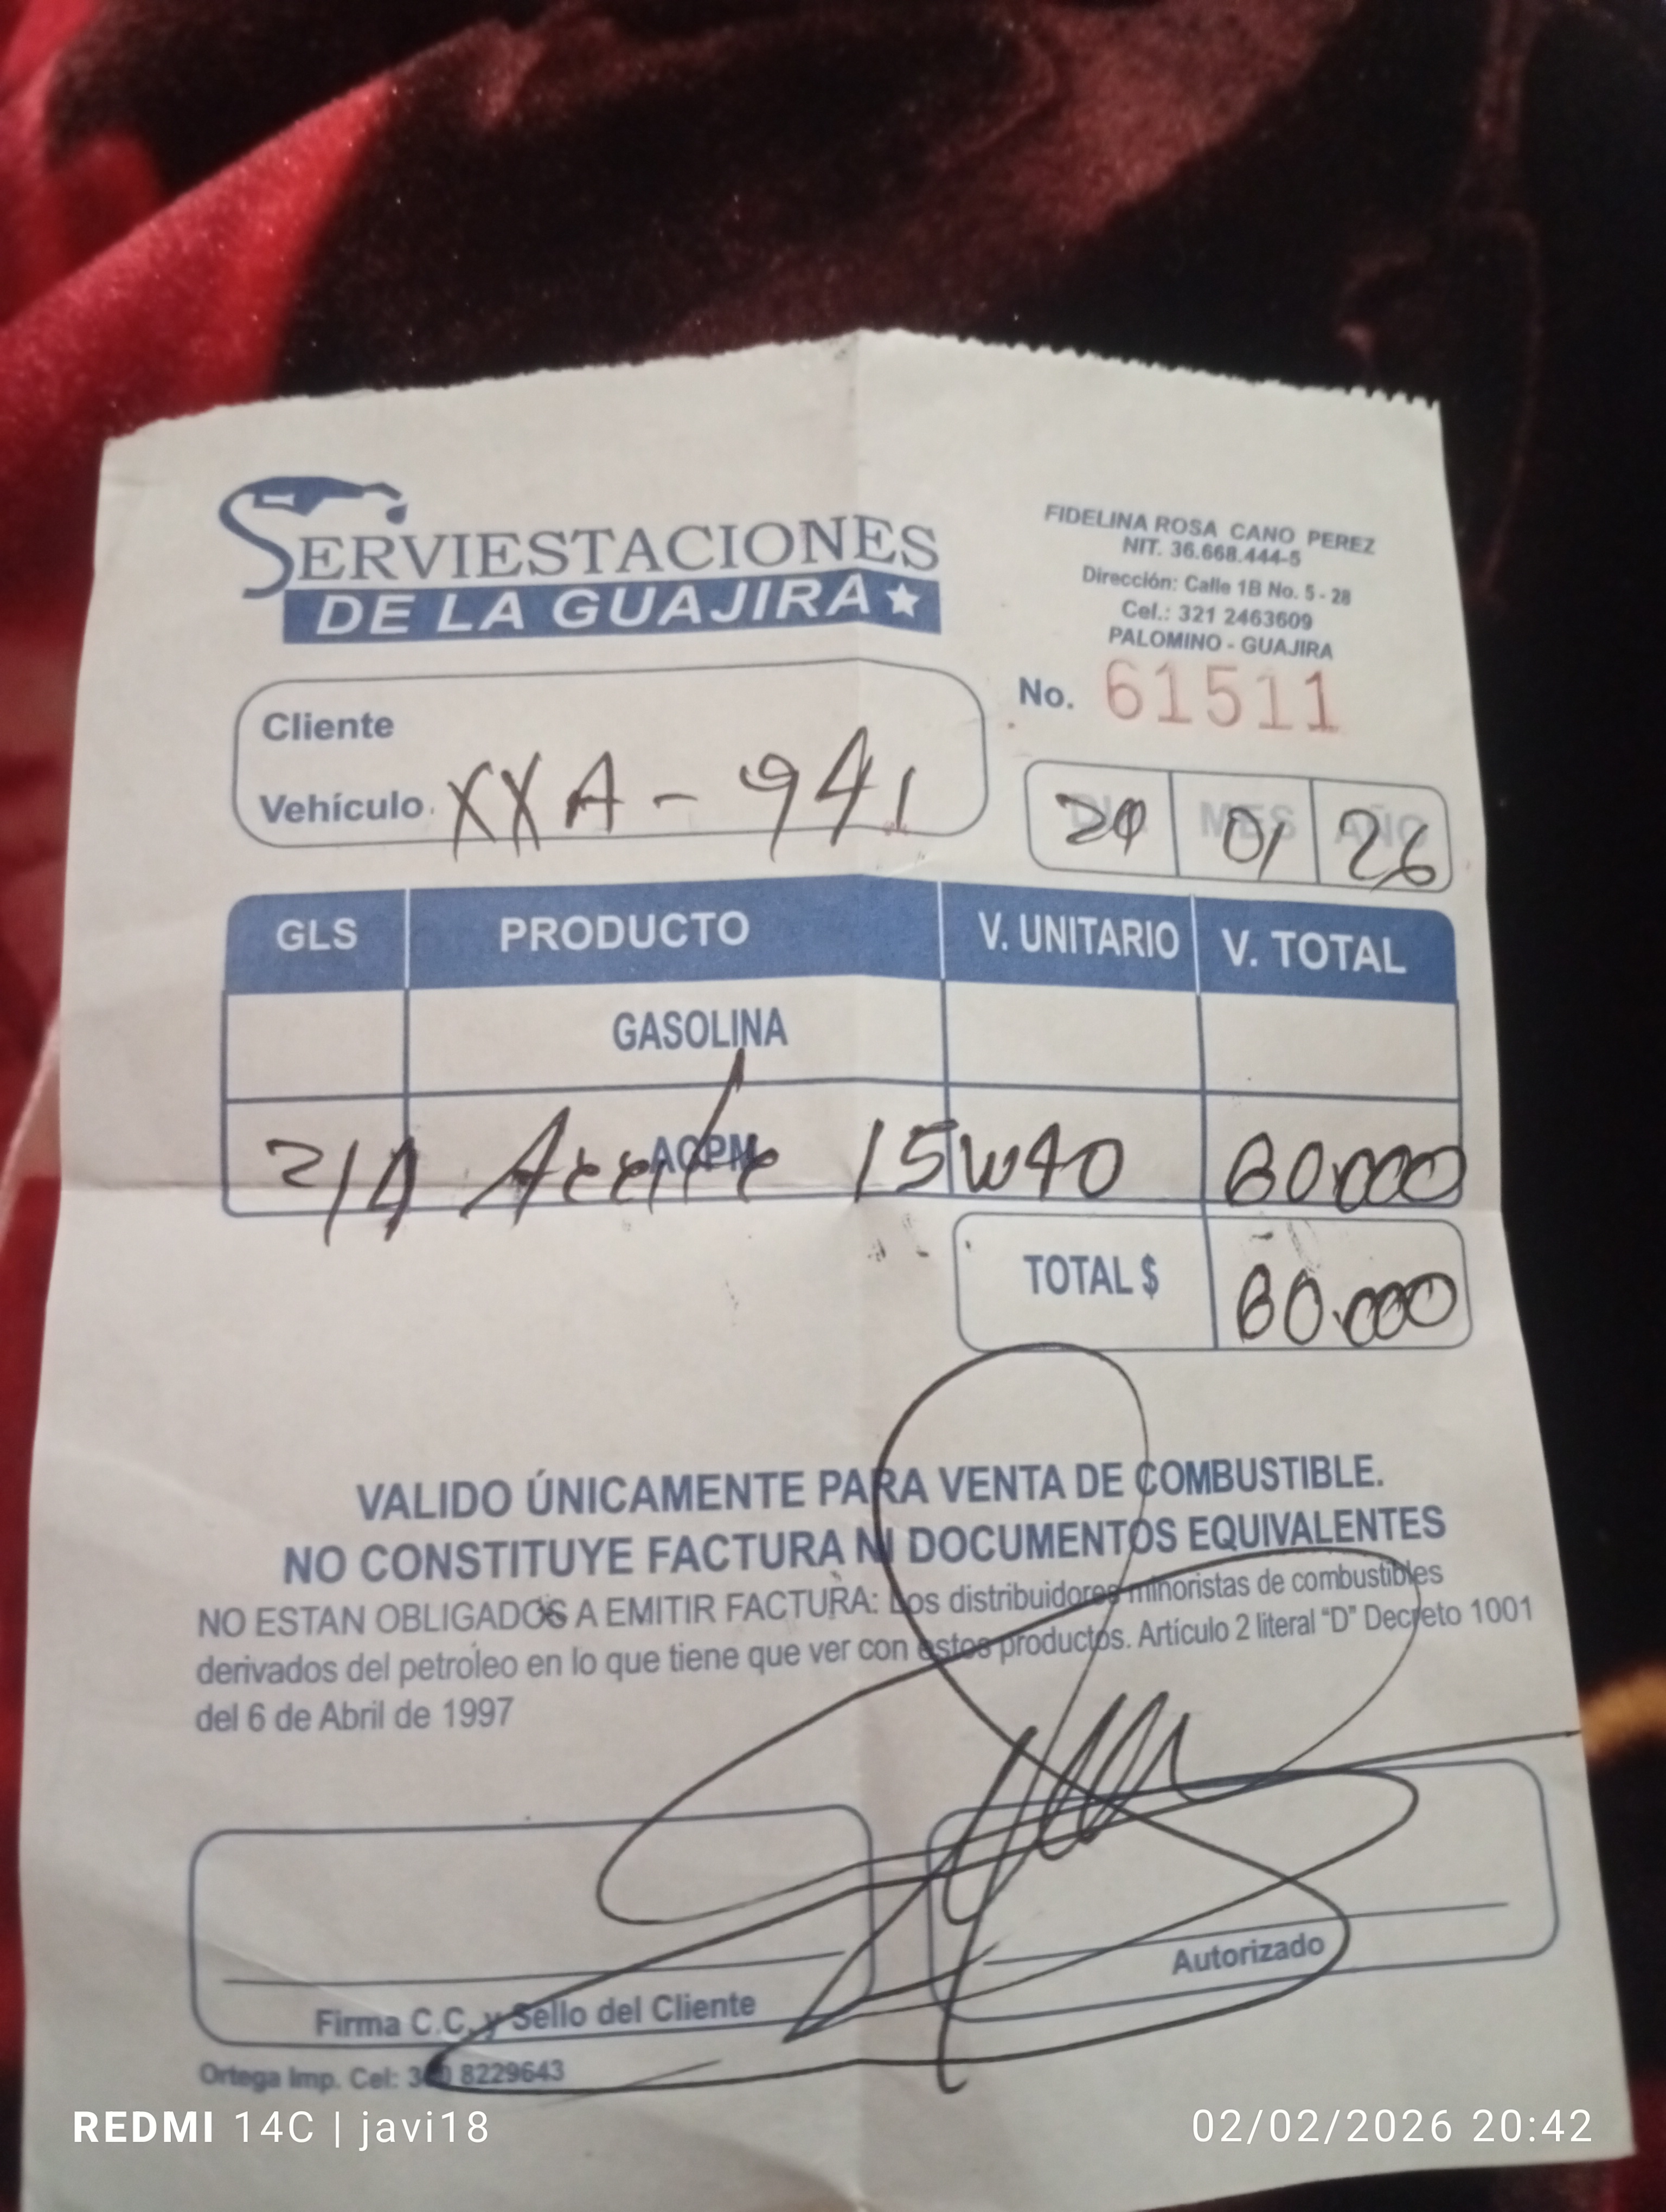 SERVIESTACIONES
DE LA GUAJIRA
FIDELINA ROSA CANO PEREZ
NIT. 36.668.444-5
Dirección: Calle 1B No. 5 - 28
Cel.: 321 2463609
PALOMINO - GUAJIRA
No. 61511
Cliente
Vehículo XXA - 941
DIA MES AÑO
01 26
GLS PRODUCTO V. UNITARIO V. TOTAL
GASOLINA
ACPM
Aceite 15W40
TOTAL $
VALIDO ÚNICAMENTE PARA VENTA DE COMBUSTIBLE.
NO CONSTITUYE FACTURA NI DOCUMENTOS EQUIVALENTES
NO ESTAN OBLIGADOS A EMITIR FACTURA: Los distribuidores minoristas de combustibles
derivados del petroleo en lo que tiene que ver con estos productos. Artículo 2 literal "D" Decreto 1001
del 6 de Abril de 1997
Firma C.C. y Sello del Cliente
Autorizado
Ortega Imp. Cel: 8229643
REDMI 14C | javi18
02/02/2026 20:42